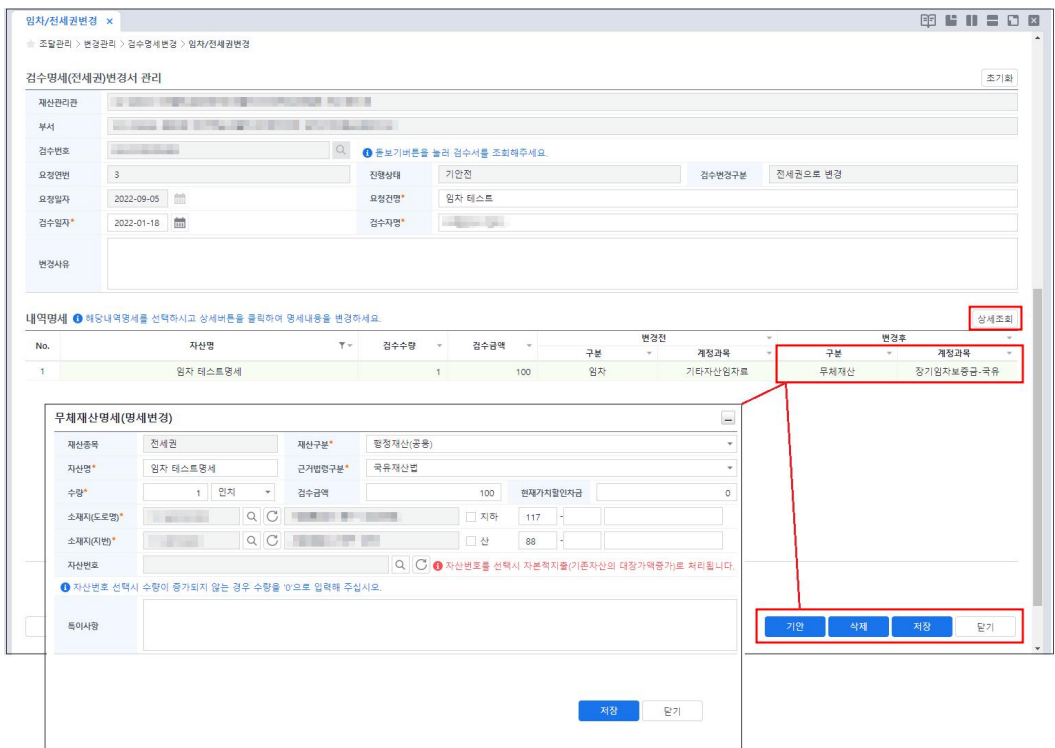 임차/전세권변경 ×
조달관리 > 변경관리 > 검수명세변경 > 임차/전세권변경
검수명세(전세권)변경서 관리 초기화
재산관리관
부서
검수번호 돋보기버튼을 눌러 검수서를 조회해주세요.
요청연번 3 진행상태 기안전 검수변경구분 전세권으로 변경
요청일자 2022-09-05 요청건명* 임차 테스트
검수일자* 2022-01-18 검수자명*
변경사유
내역명세 해당내역명세를 선택하시고 상세버튼을 클릭하여 명세내용을 변경하세요. 상세조회
No. 자산명 검수수량 검수금액 변경전 변경후
구분 계정과목 구분 계정과목
1 임차 테스트명세 1 100 임차 기타자산임차료 무체재산 장기임차보증금-국유
무체재산명세(명세변경)
재산종목 전세권 재산구분* 행정재산(공용)
자산명* 임차 테스트명세 근거법령구분* 국유재산법
수량* 1 인치 검수금액 100 현재가치할인차금 0
소재지(도로명)* 지하 117 -
소재지(지번)* 산 88 -
자산번호 자산번호를 선택시 자본적지출(기존자산의 대장가액증가)로 처리됩니다.
자산번호 선택시 수량이 증가되지 않는 경우 수량을 '0'으로 입력해 주십시오.
특이사항
기안 삭제 저장 닫기
저장 닫기